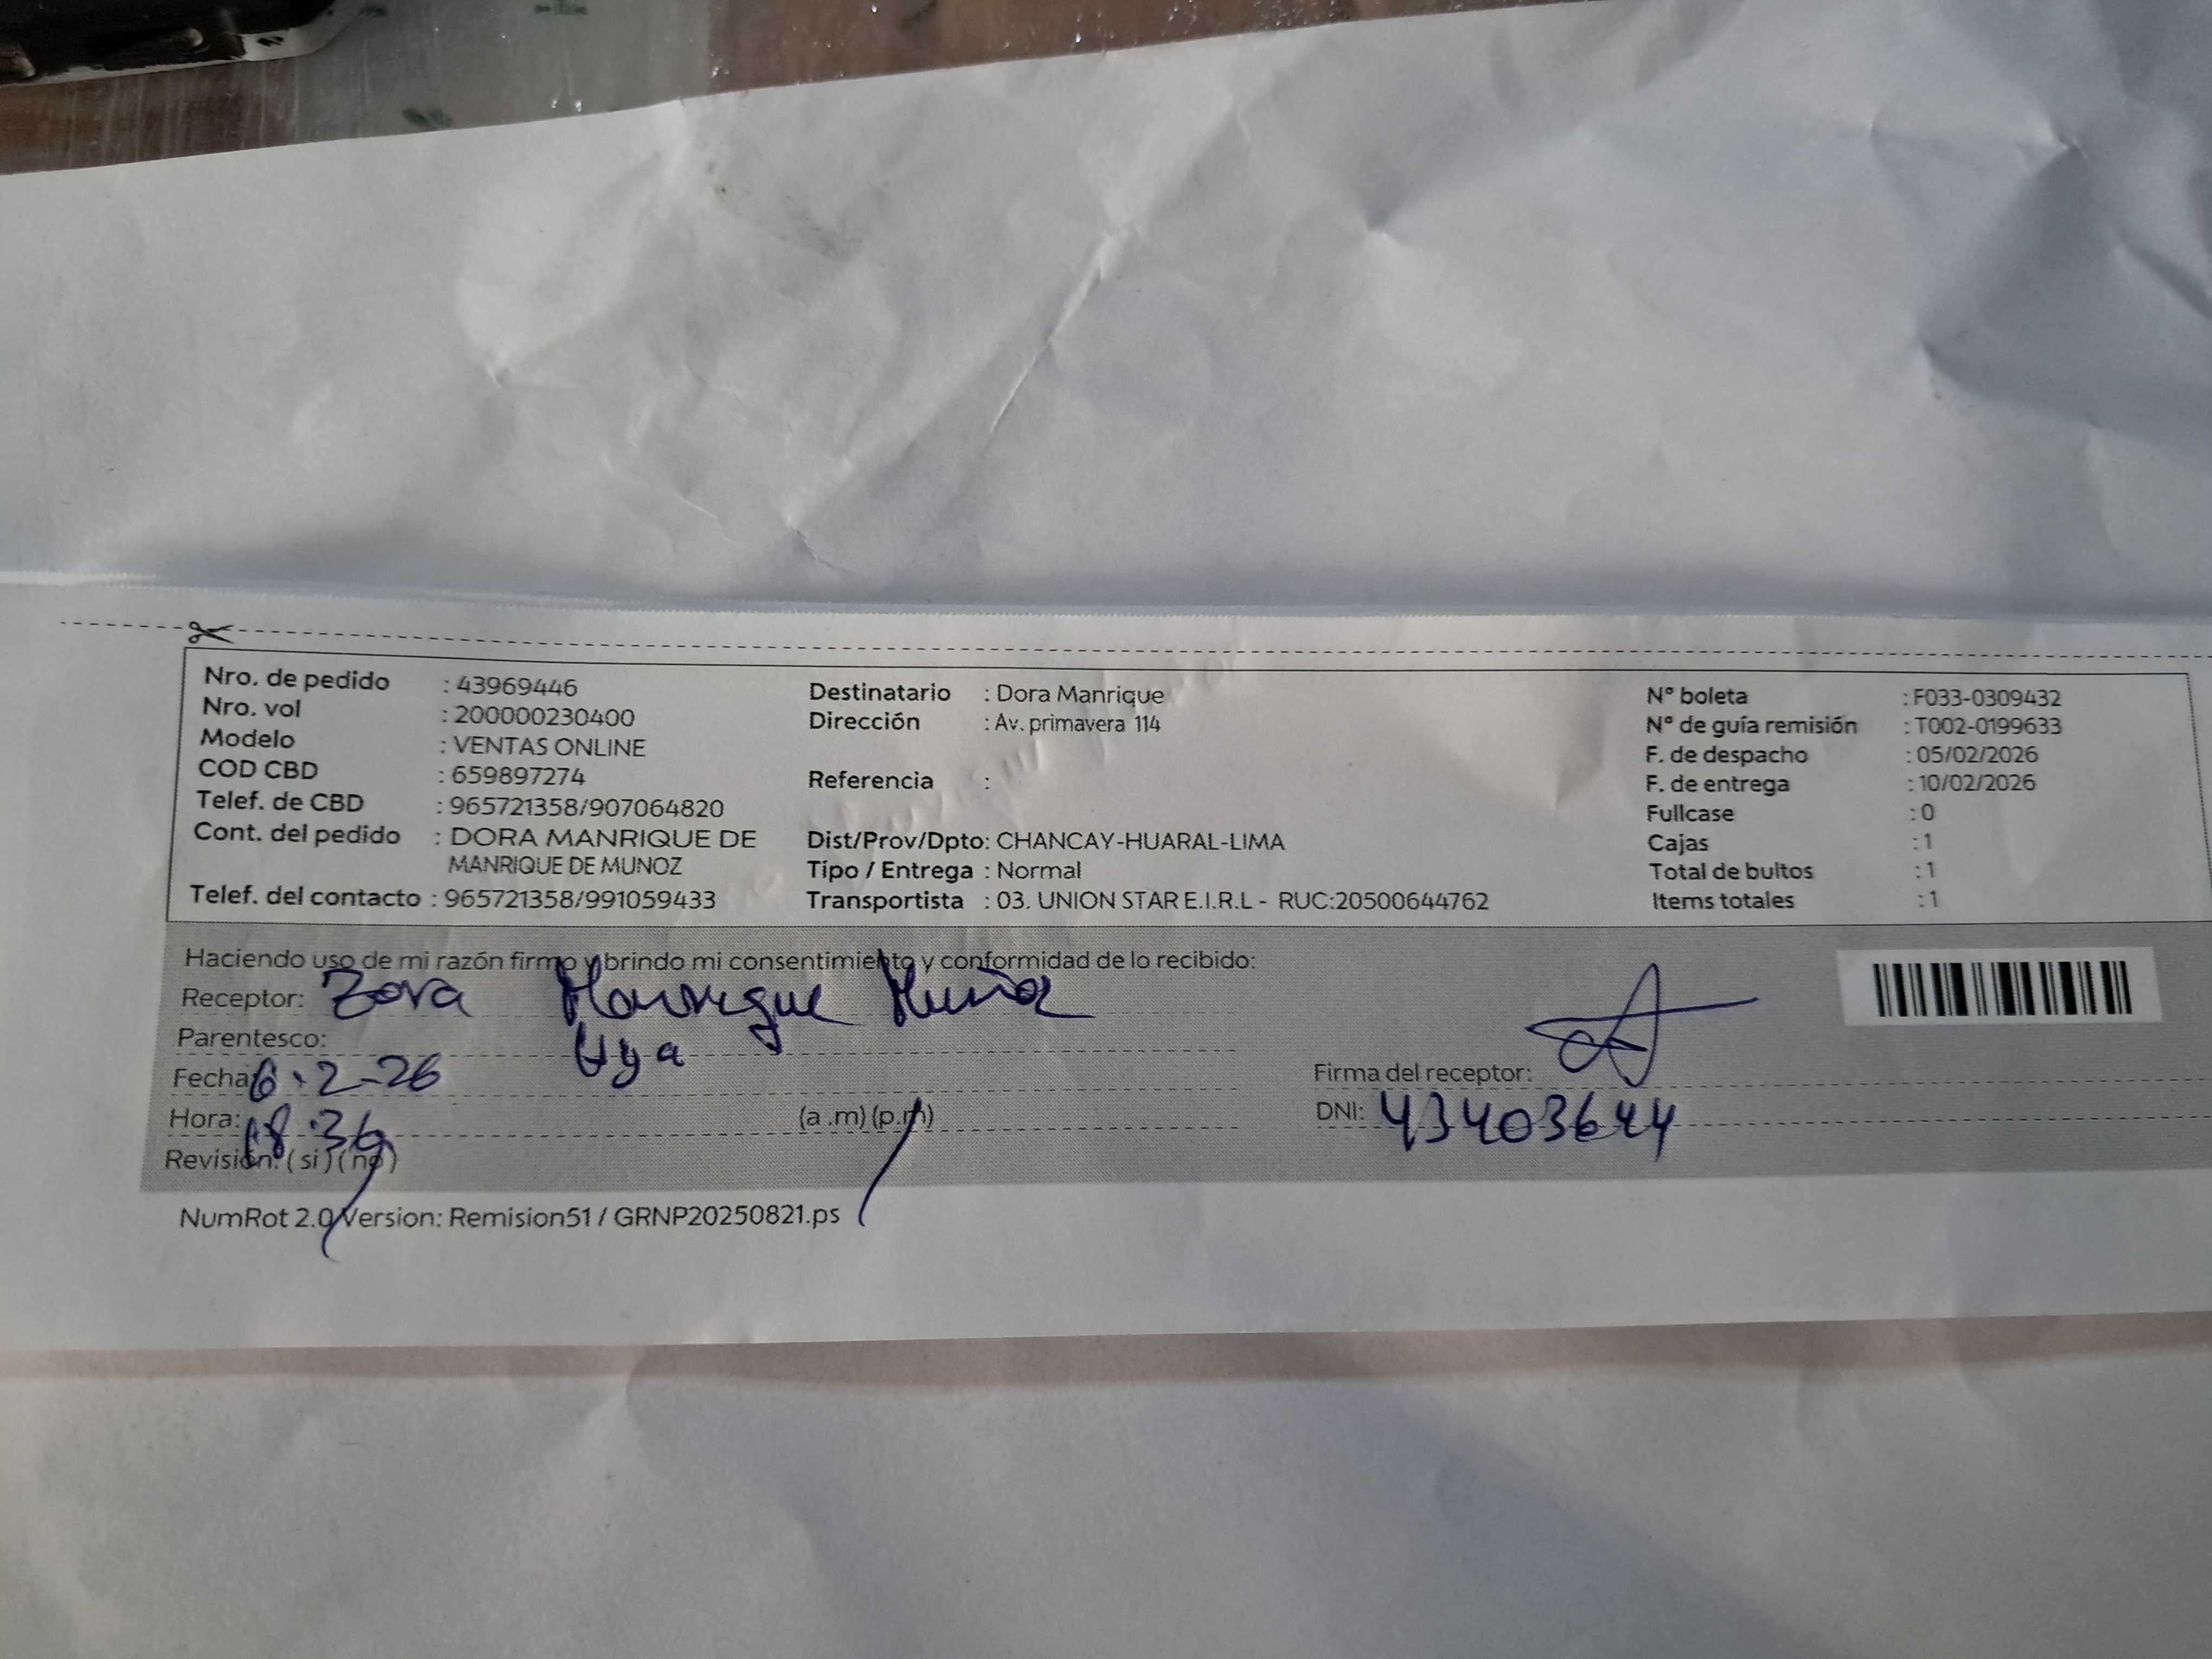 Nro. de pedido : 43969446
Nro. vol : 200000230400
Modelo : VENTAS ONLINE
COD CBD : 659897274
Telef. de CBD : 965721358/907064820
Cont. del pedido : DORA MANRIQUE DE
MANRIQUE DE MUNOZ
Telef. del contacto : 965721358/991059433
Destinatario : Dora Manrique
Dirección : Av. primavera 114
Referencia :
Dist/Prov/Dpto: CHANCAY-HUARAL-LIMA
Tipo / Entrega : Normal
Transportista : 03. UNION STAR E.I.R.L - RUC:20500644762
N° boleta : F033-0309432
N° de guía remisión : T002-0199633
F. de despacho : 05/02/2026
F. de entrega : 10/02/2026
Fullcase : 0
Cajas : 1
Total de bultos : 1
Items totales : 1
Haciendo uso de mi razón firmo y brindo mi consentimiento y conformidad de lo recibido:
Receptor: Manrique
Parentesco:
Fecha: 6-2-26
Hora: 18:36 (a.m) (p.m)
Revisión: (si) (no)
Firma del receptor:
DNI: 43403644
NumRot 2.0 Version: Remision51 / GRNP20250821.ps